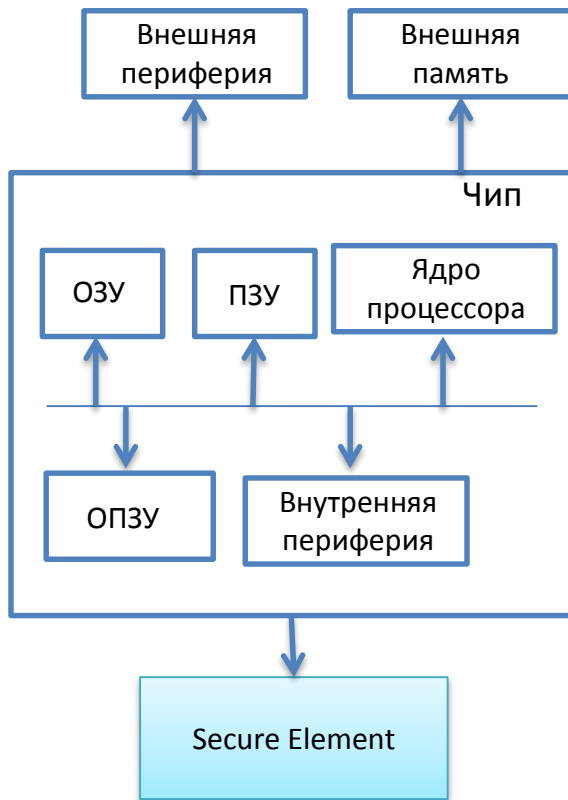 Внешняя
периферия
Внешняя
память
Чип
ОЗУ
ПЗУ
Ядро
процессора
ОПЗУ
Внутренняя
периферия
Secure Element